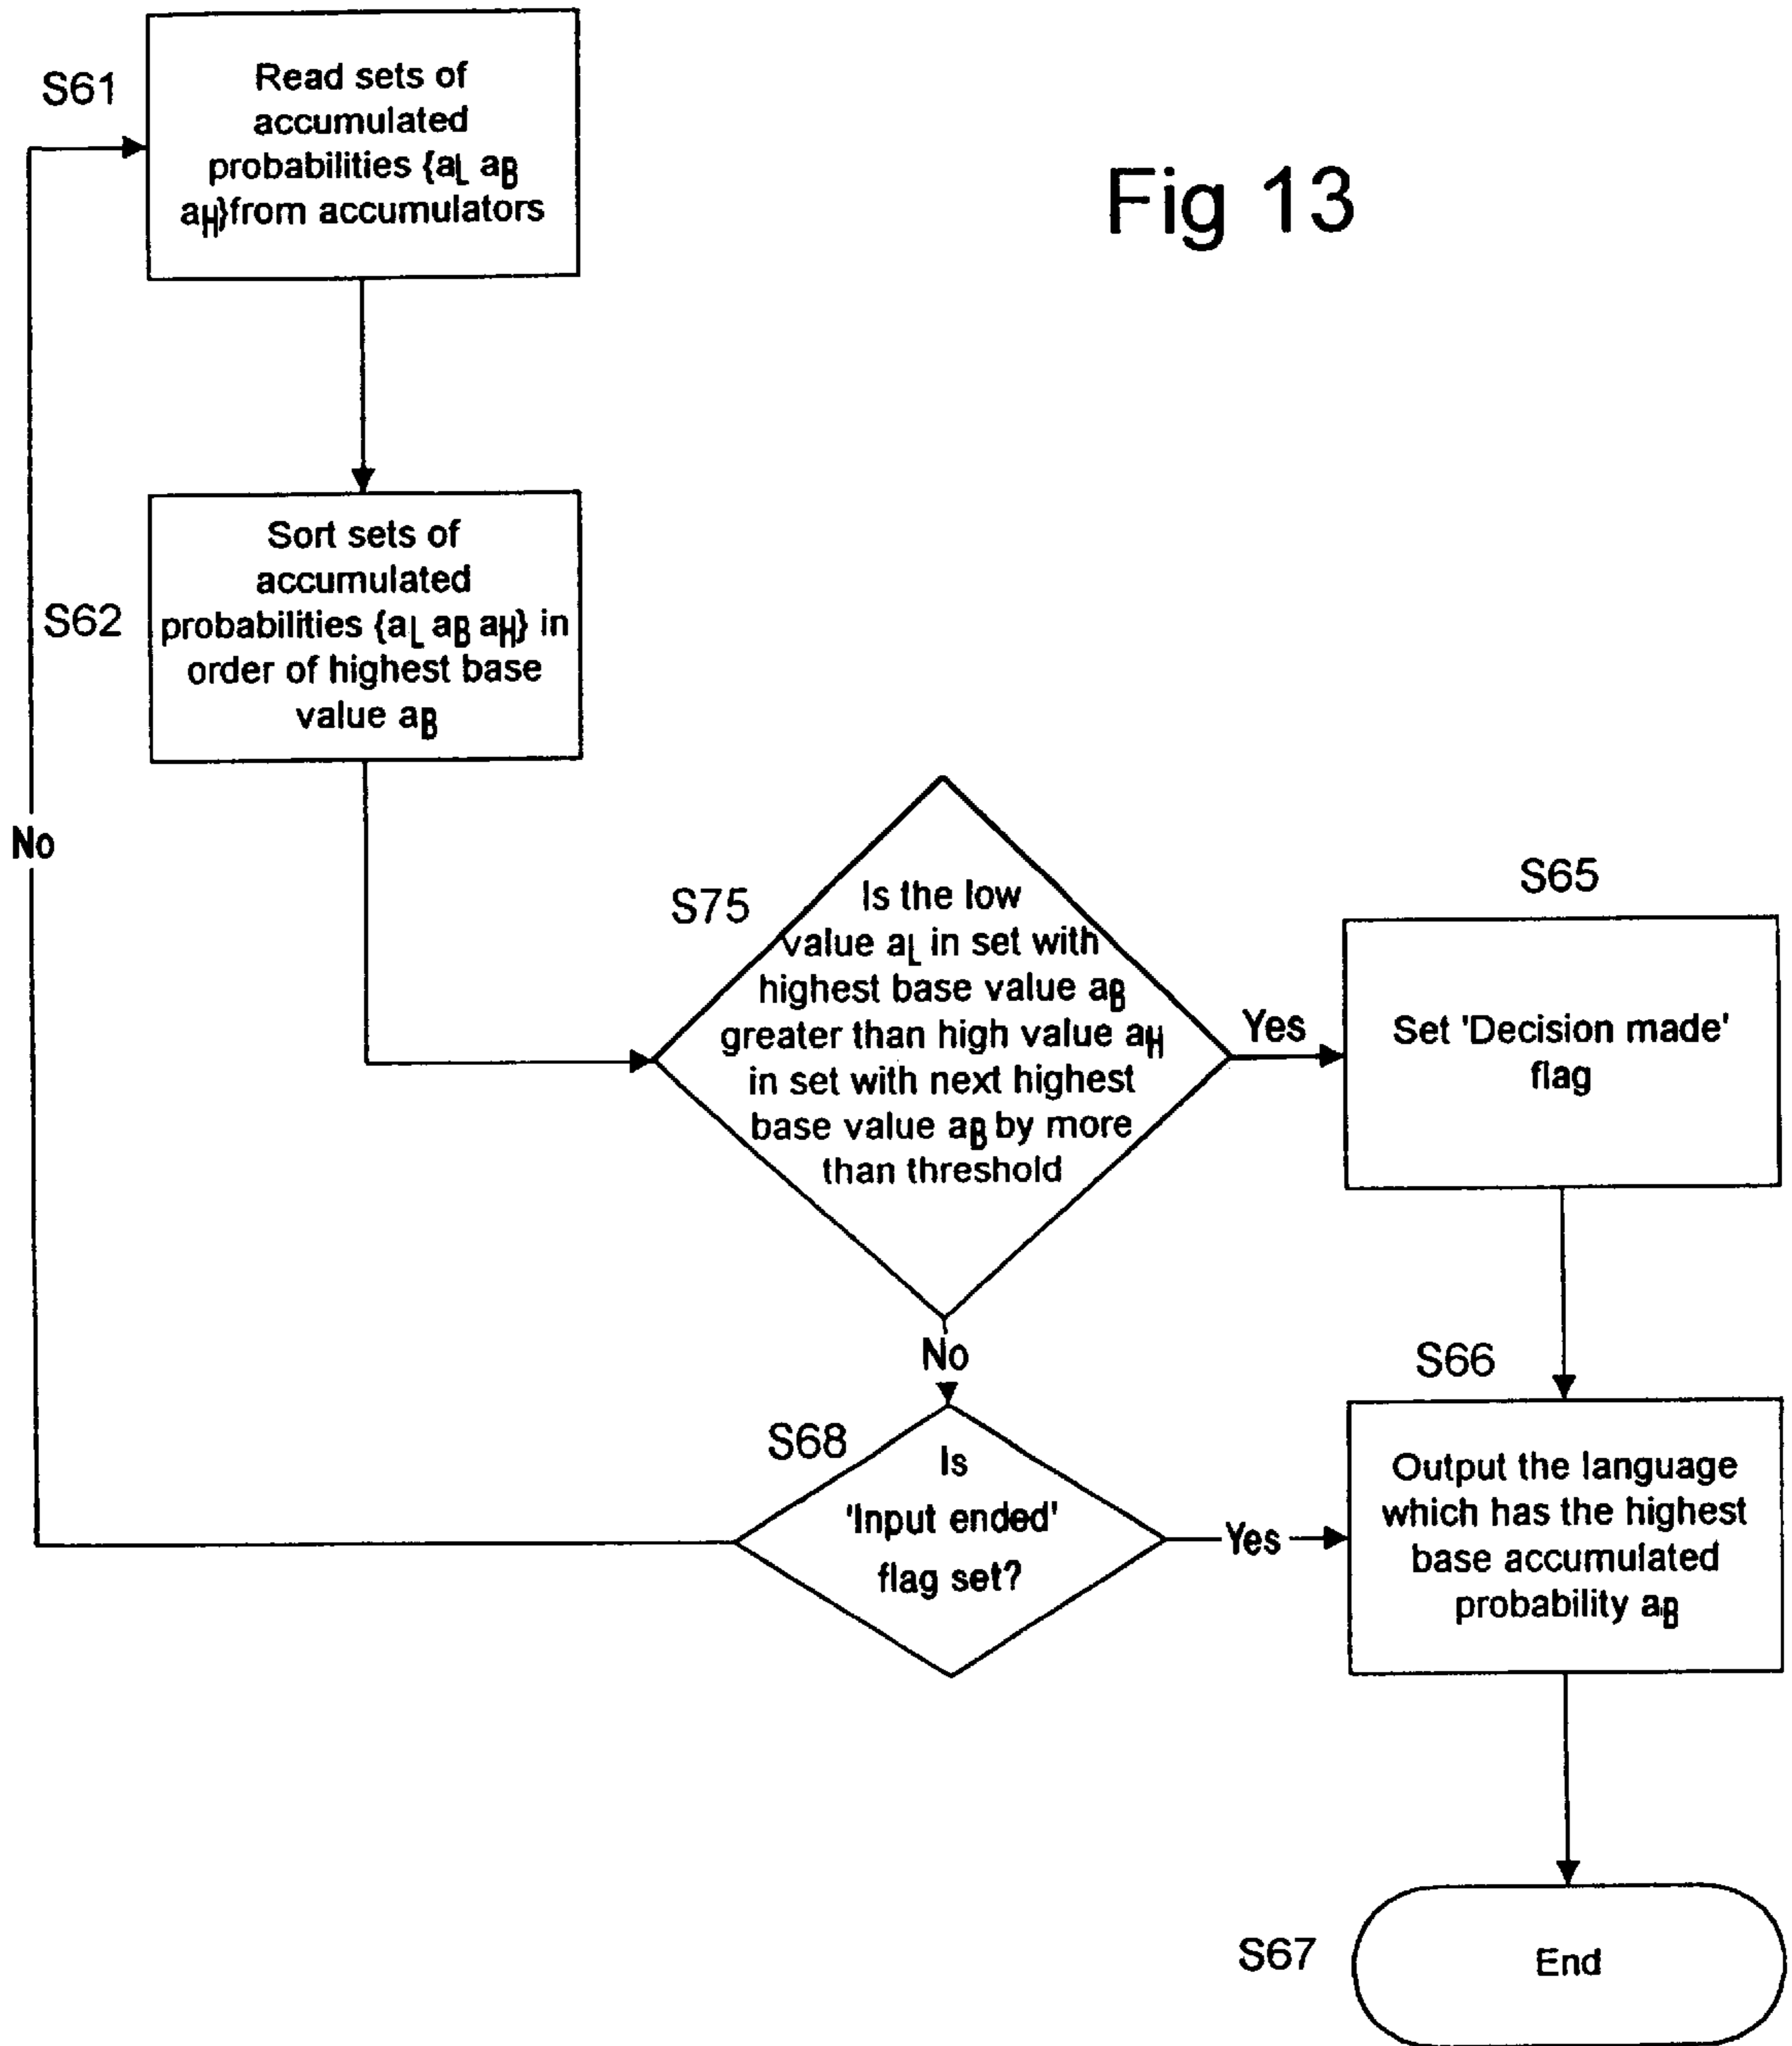 S61
Read sets of
accumulated
probabilities {aL aB
aH}from accumulators
Fig 13
S62
Sort sets of
accumulated
probabilities {aL aB aH} in
order of highest base
value aB
No
S75
Is the low
value aL in set with
highest base value aB
greater than high value aH
in set with next highest
base value aB by more
than threshold
Yes
S65
Set 'Decision made'
flag
No
S68
Is
'Input ended'
flag set?
Yes
S66
Output the language
which has the highest
base accumulated
probability aB
S67
End